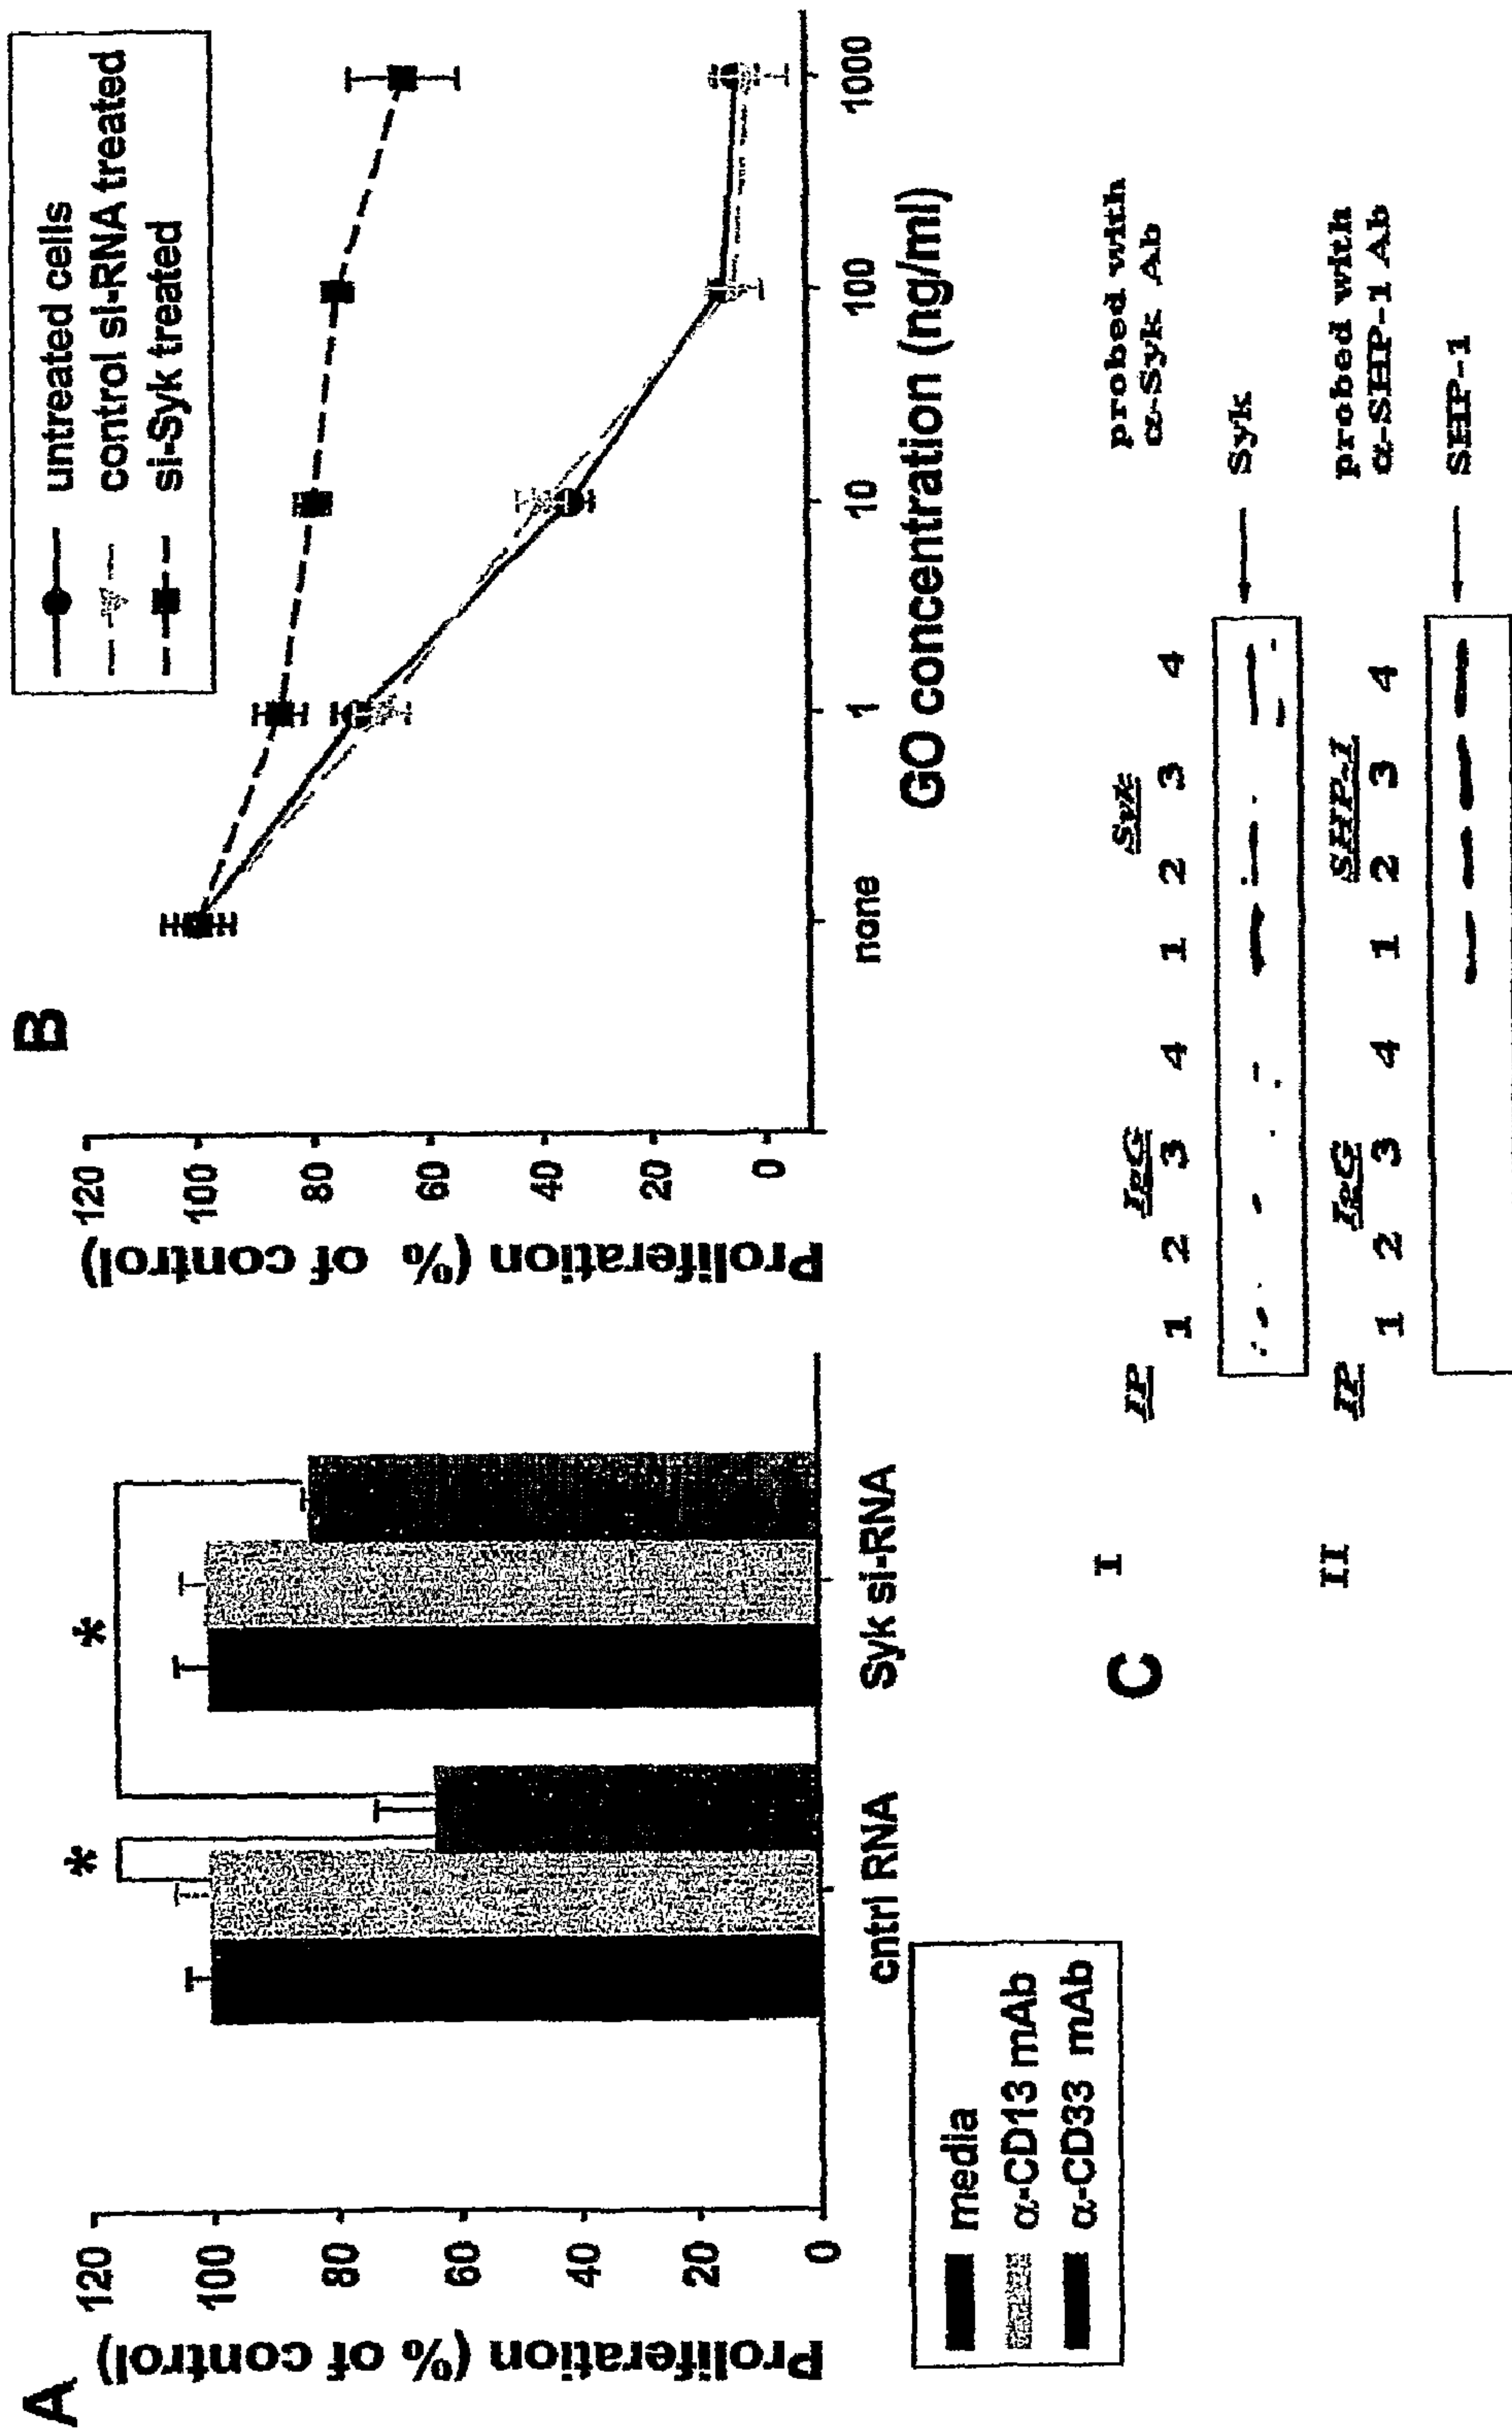 A
Proliferation (% of control)
120
100
80
60
40
20
0
*
*
cntrl RNA
Syk si-RNA
media
α-CD13 mAb
α-CD33 mAb
B
Proliferation (% of control)
120
100
80
60
40
20
0
none
1
10
100
1000
GO concentration (ng/ml)
untreated cells
control si-RNA treated
si-Syk treated
C
I
IP IgG Syk
1 2 3 4 1 2 3 4
probed with
α-Syk Ab
Syk
II
IP IgG SHP-1
1 2 3 4 1 2 3 4
probed with
α-SHP-1 Ab
SHP-1